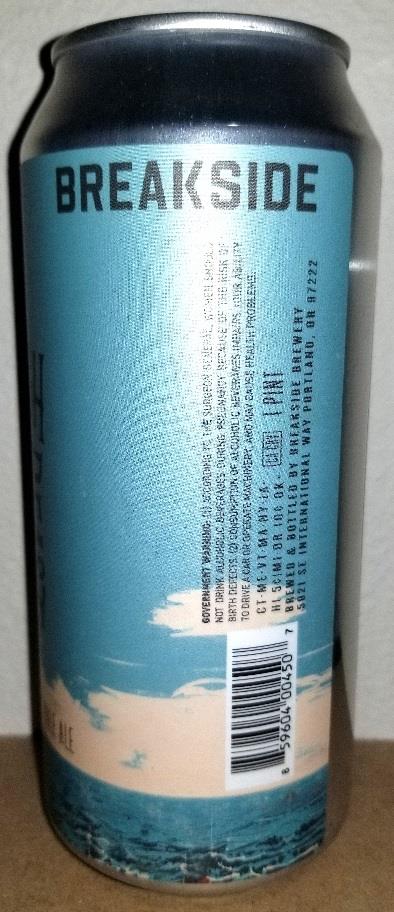 BREAKSIDE
GOVERNMENT WARNING: (1) ACCORDING TO THE SURGEON GENERAL, WOMEN SHOULD
NOT DRINK ALCOHOLIC BEVERAGES DURING PREGNANCY BECAUSE OF THE RISK OF
BIRTH DEFECTS. (2) CONSUMPTION OF ALCOHOLIC BEVERAGES IMPAIRS YOUR ABILITY
TO DRIVE A CAR OR OPERATE MACHINERY, AND MAY CAUSE HEALTH PROBLEMS.
CT-ME-VT MA NY IA CA CRV 1 PINT
HI 5¢ MI OR 10¢ OK
BREWED & BOTTLED BY BREAKSIDE BREWERY
5821 SE INTERNATIONAL WAY PORTLAND, OR 97222
8 59604 00450 7
ALE